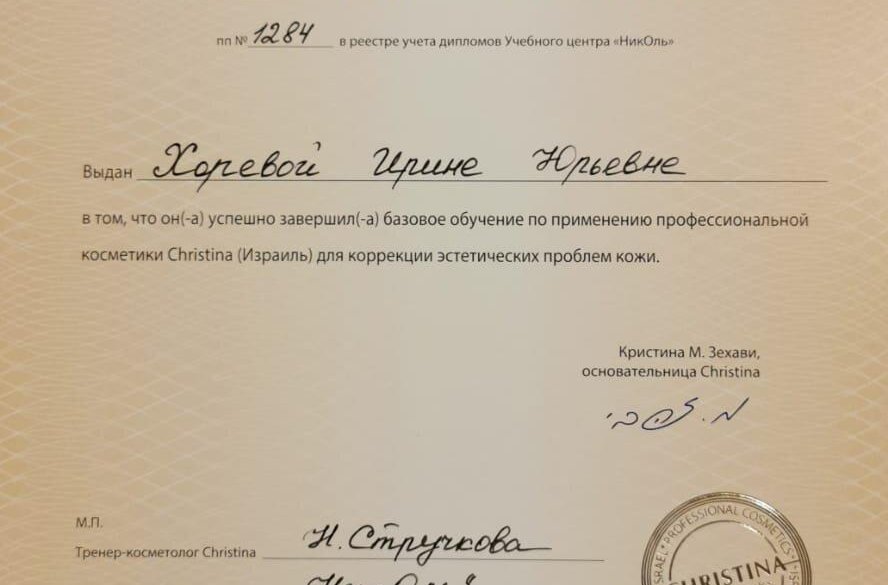 пп № 1284 в реестре учета дипломов Учебного центра «НикОль»
Выдан Хоревой Ирине Юрьевне
в том, что он(-а) успешно завершил(-а) базовое обучение по применению профессиональной
косметики Christina (Израиль) для коррекции эстетических проблем кожи.
Кристина М. Зехави,
основательница Christina
М.П.
Тренер-косметолог Christina Н. Стручкова
PROFESSIONAL COSMETICS
ISRAEL
CHRISTINA